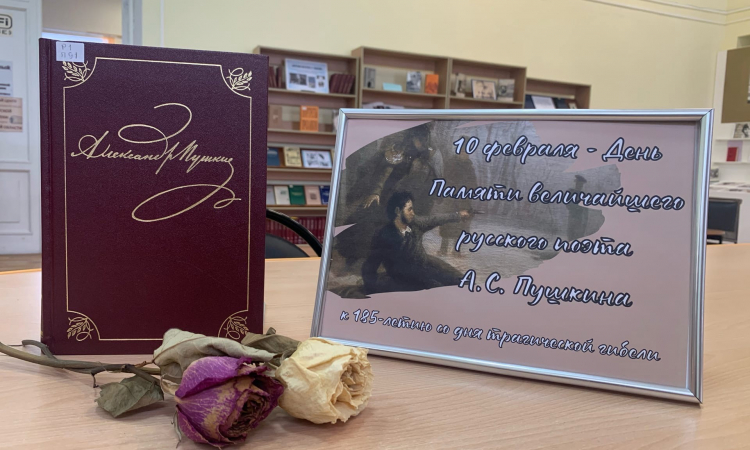 Александр Пушкин
10 февраля - День
Памяти величайшего
русского поэта
А. С. Пушкина
к 185-летию со дня трагической гибели